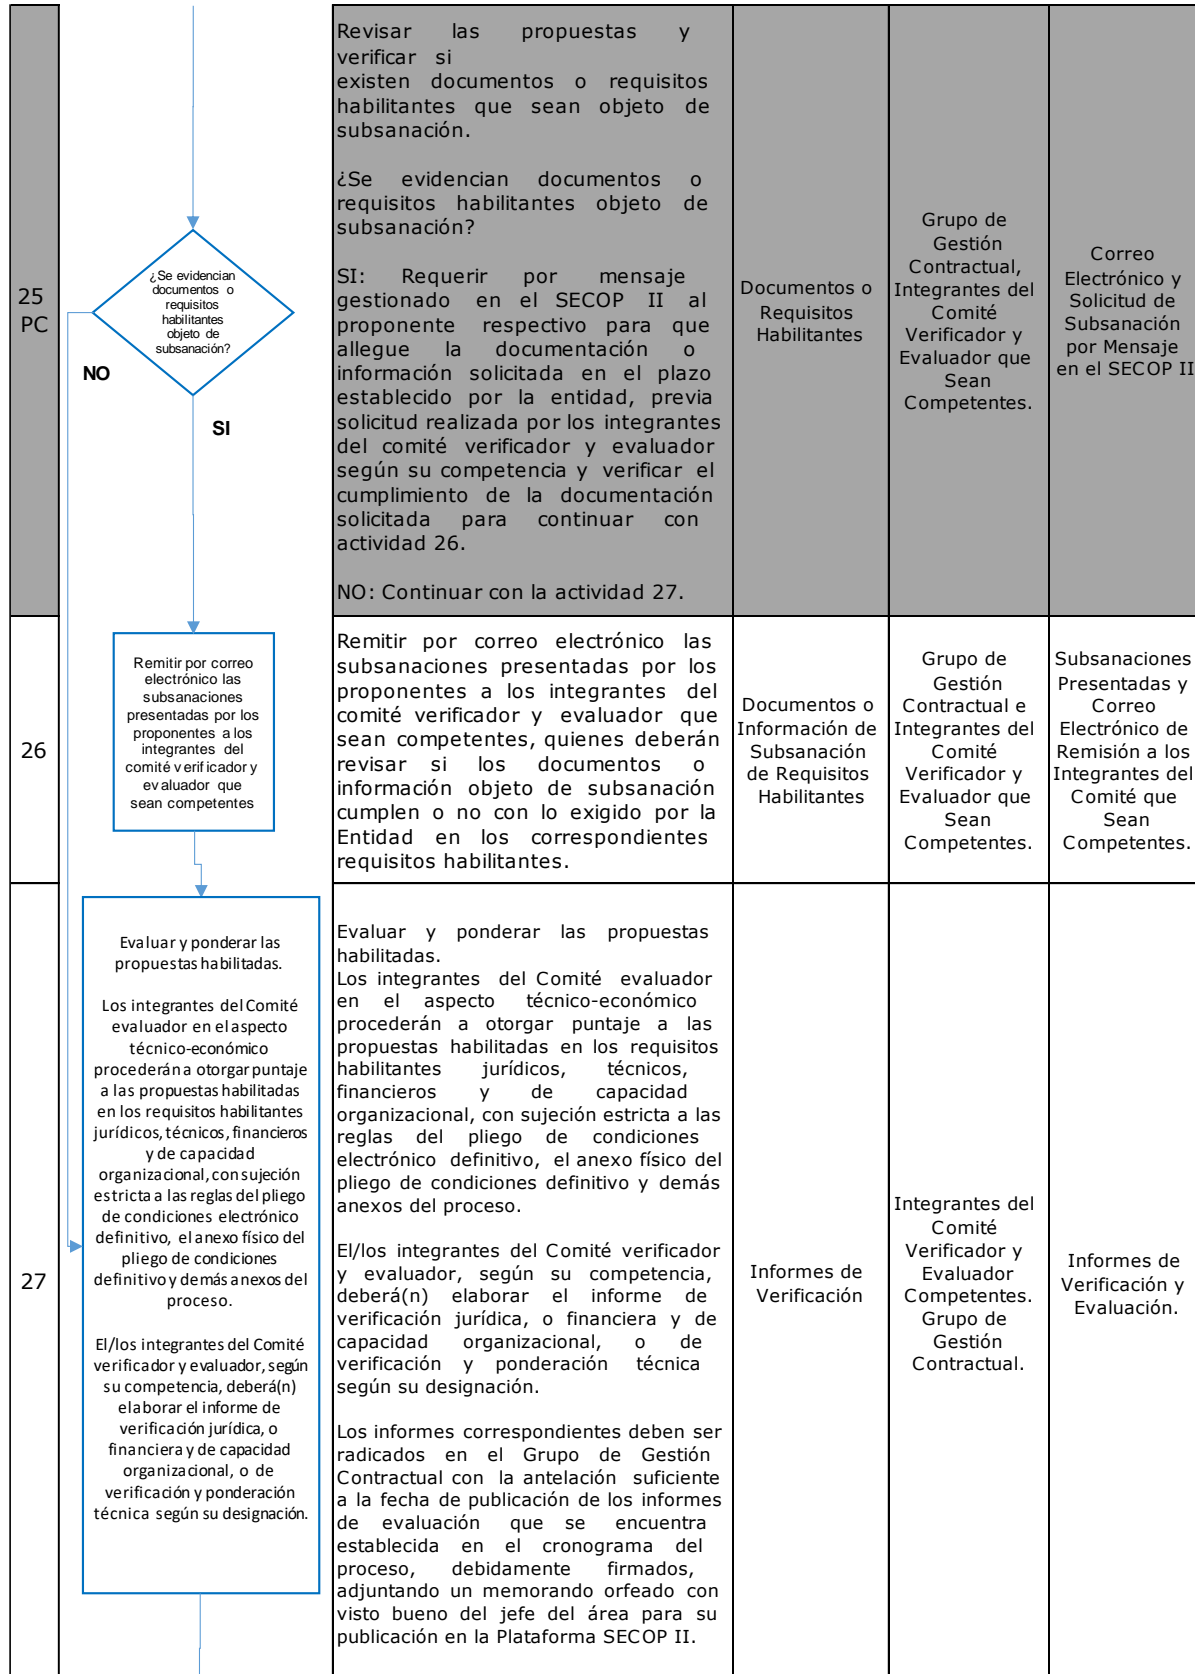 25
PC
¿Se evidencian
documentos o
requisitos
habilitantes
objeto de
subsanación?
NO
SI
Revisar las propuestas y
verificar si
existen documentos o requisitos
habilitantes que sean objeto de
subsanación.
¿Se evidencian documentos o
requisitos habilitantes objeto de
subsanación?
SI: Requerir por mensaje
gestionado en el SECOP II al
proponente respectivo para que
allegue la documentación o
información solicitada en el plazo
establecido por la entidad, previa
solicitud realizada por los integrantes
del comité verificador y evaluador
según su competencia y verificar el
cumplimiento de la documentación
solicitada para continuar con
actividad 26.
NO: Continuar con la actividad 27.
Documentos o
Requisitos
Habilitantes
Grupo de
Gestión
Contractual,
Integrantes del
Comité
Verificador y
Evaluador que
Sean
Competentes.
Correo
Electrónico y
Solicitud de
Subsanación
por Mensaje
en el SECOP II
26
Remitir por correo
electrónico las
subsanaciones
presentadas por los
proponentes a los
integrantes del
comité verificador y
evaluador que
sean competentes
Remitir por correo electrónico las
subsanaciones presentadas por los
proponentes a los integrantes del
comité verificador y evaluador que
sean competentes, quienes deberán
revisar si los documentos o
información objeto de subsanación
cumplen o no con lo exigido por la
Entidad en los correspondientes
requisitos habilitantes.
Documentos o
Información de
Subsanación
de Requisitos
Habilitantes
Grupo de
Gestión
Contractual e
Integrantes del
Comité
Verificador y
Evaluador que
Sean
Competentes.
Subsanaciones
Presentadas y
Correo
Electrónico de
Remisión a los
Integrantes del
Comité que
Sean
Competentes.
27
Evaluar y ponderar las
propuestas habilitadas.
Los integrantes del Comité
evaluador en el aspecto
técnico-económico
procederán a otorgar puntaje
a las propuestas habilitadas
en los requisitos habilitantes
jurídicos, técnicos, financieros
y de capacidad
organizacional, con sujeción
estricta a las reglas del pliego
de condiciones electrónico
definitivo, el anexo físico del
pliego de condiciones
definitivo y demás anexos del
proceso.
El/los integrantes del Comité
verificador y evaluador, según
su competencia, deberá(n)
elaborar el informe de
verificación jurídica, o
financiera y de capacidad
organizacional, o de
verificación y ponderación
técnica según su designación.
Evaluar y ponderar las propuestas
habilitadas.
Los integrantes del Comité evaluador
en el aspecto técnico-económico
procederán a otorgar puntaje a las
propuestas habilitadas en los requisitos
habilitantes jurídicos, técnicos,
financieros y de capacidad
organizacional, con sujeción estricta a las
reglas del pliego de condiciones
electrónico definitivo, el anexo físico del
pliego de condiciones definitivo y demás
anexos del proceso.
El/los integrantes del Comité verificador
y evaluador, según su competencia,
deberá(n) elaborar el informe de
verificación jurídica, o financiera y de
capacidad organizacional, o de
verificación y ponderación técnica
según su designación.
Los informes correspondientes deben ser
radicados en el Grupo de Gestión
Contractual con la antelación suficiente
a la fecha de publicación de los informes
de evaluación que se encuentra
establecida en el cronograma del
proceso, debidamente firmados,
adjuntando un memorando orfeado con
visto bueno del jefe del área para su
publicación en la Plataforma SECOP II.
Informes de
Verificación
Integrantes del
Comité
Verificador y
Evaluador
Competentes.
Grupo de
Gestión
Contractual.
Informes de
Verificación y
Evaluación.